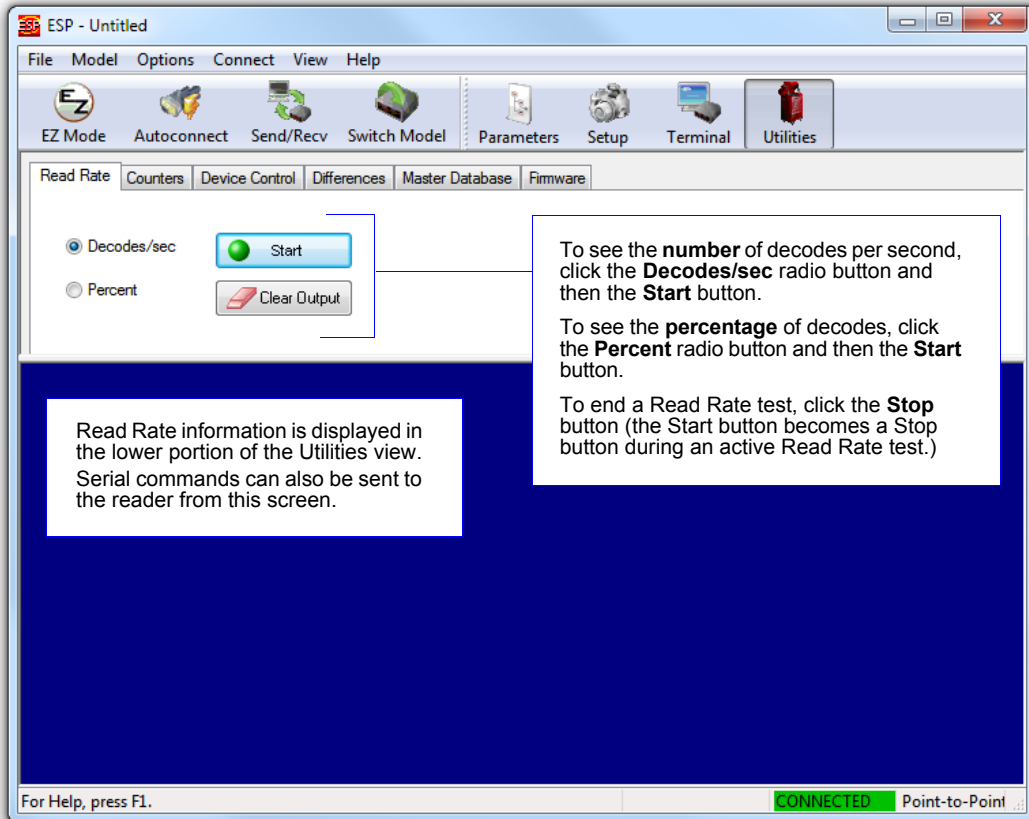 ESP - Untitled
File Model Options Connect View Help
EZ Mode Autoconnect Send/Recv Switch Model Parameters Setup Terminal Utilities
Read Rate Counters Device Control Differences Master Database Firmware
Decodes/sec Start
Percent Clear Output
To see the number of decodes per second,
click the Decodes/sec radio button and
then the Start button.
To see the percentage of decodes, click
the Percent radio button and then the Start
button.
To end a Read Rate test, click the Stop
button (the Start button becomes a Stop
button during an active Read Rate test.)
Read Rate information is displayed in
the lower portion of the Utilities view.
Serial commands can also be sent to
the reader from this screen.
For Help, press F1. CONNECTED Point-to-Point